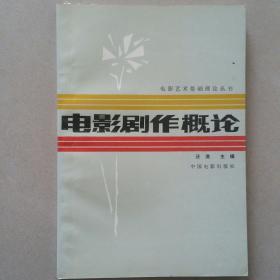 电影艺术基础理论丛书
电影剧作概论
汪流 主编
中国电影出版社